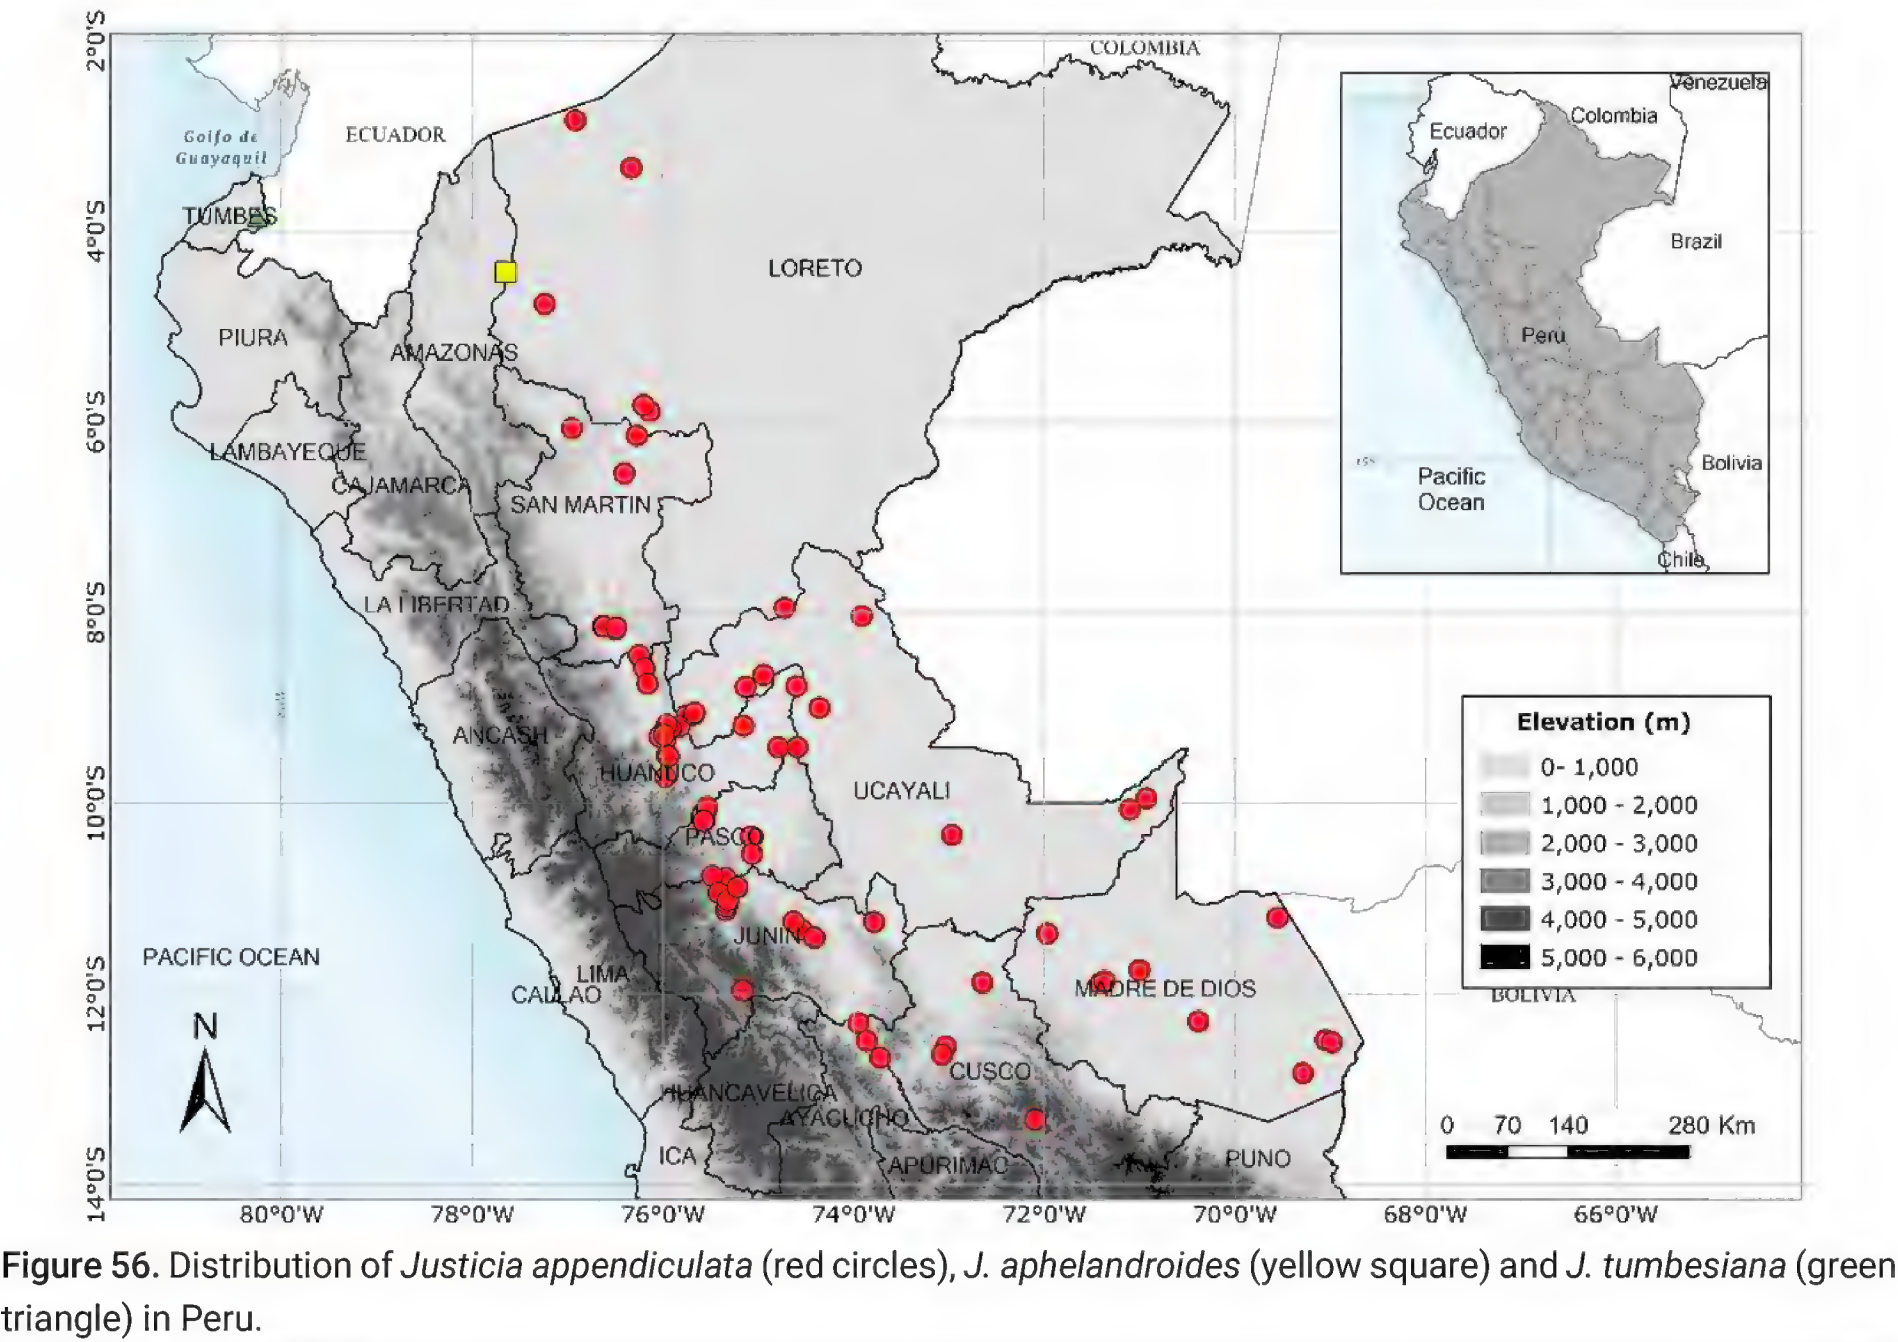 2°0'S
4°0'S
6°0'S
8°0'S
10°0'S
12°0'S
14°0'S
COLOMBIA
ECUADOR
Golfo de
Guayaquil
TUMBES
LORETO
PIURA
AMAZONAS
LAMBAYEQUE
CAJAMARCA
SAN MARTIN
LA LIBERTAD
ANCASH
HUANUCO
UCAYALI
PASCO
JUNIN
PACIFIC OCEAN
LIMA
CALLAO
MADRE DE DIOS
BOLIVIA
CUSCO
HUANCAVELICA
AYACUCHO
ICA
APURIMAC
PUNO
N
Venezuela
Colombia
Ecuador
Brazil
Peru
Bolivia
Pacific
Ocean
Chile
Elevation (m)
0- 1,000
1,000 - 2,000
2,000 - 3,000
3,000 - 4,000
4,000 - 5,000
5,000 - 6,000
0 70 140 280 Km
80°0'W 78°0'W 76°0'W 74°0'W 72°0'W 70°0'W 68°0'W 66°0'W
Figure 56. Distribution of Justicia appendiculata (red circles), J. aphelandroides (yellow square) and J. tumbesiana (green
triangle) in Peru.